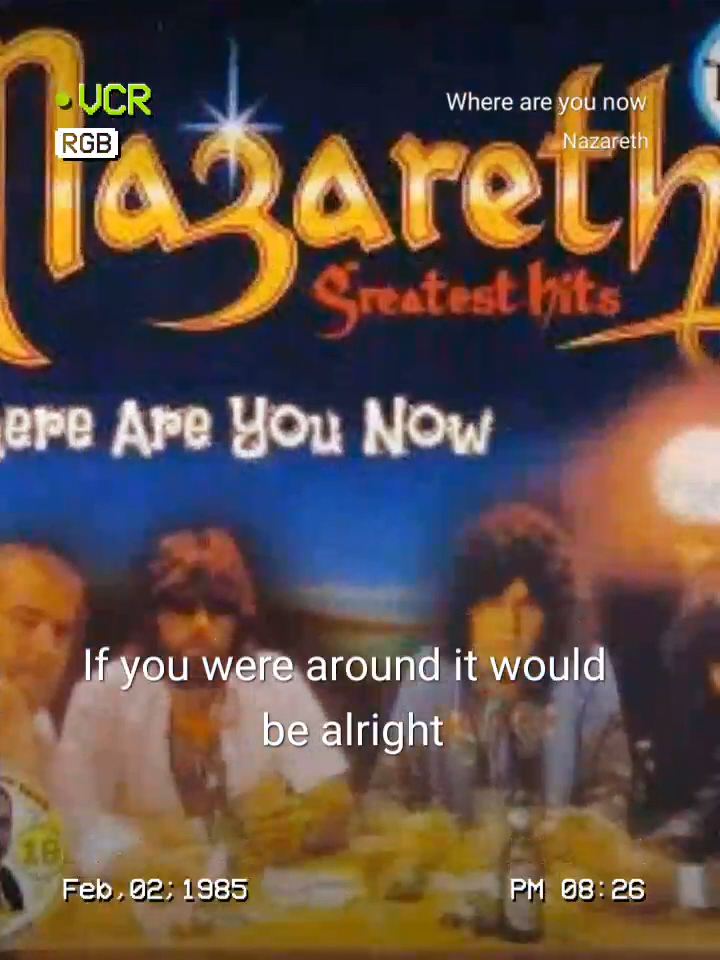 VCR
RGB
Where are you now
Nazareth
Nazareth
Greatest hits
ere Are You Now
If you were around it would
be alright
18
Feb.02;1985
PM 08:26